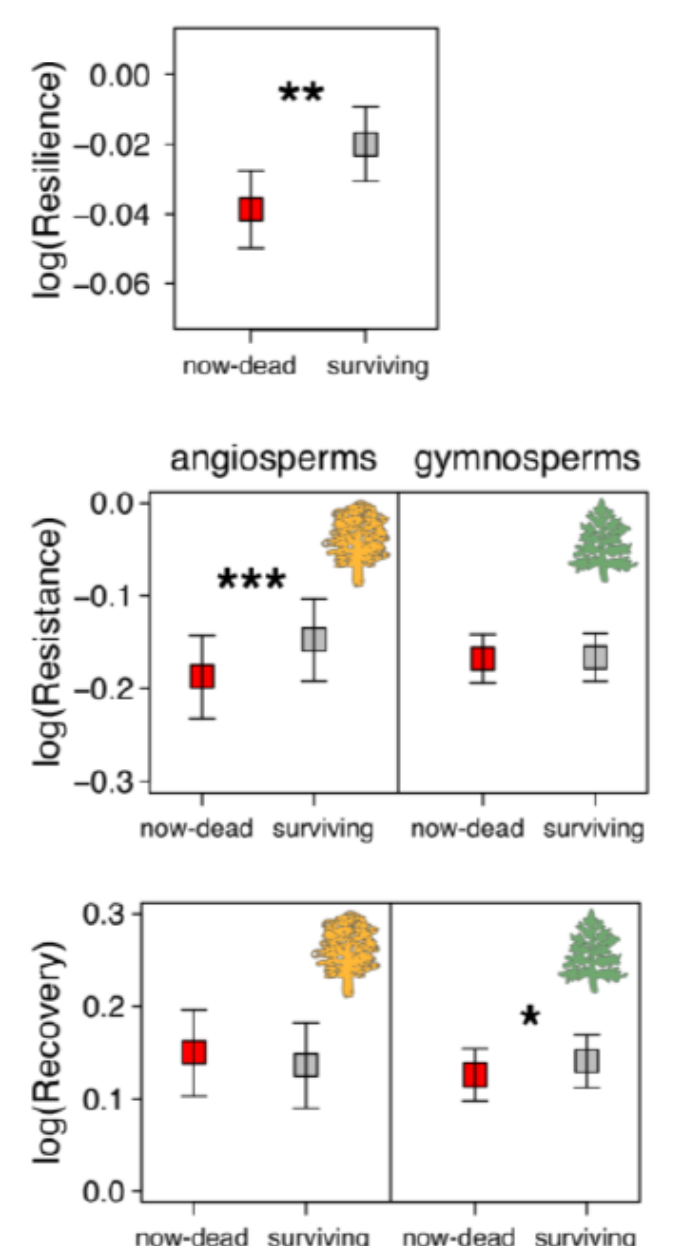 log(Resilience)
0.00
−0.02
−0.04
−0.06
**
now-dead surviving
angiosperms gymnosperms
log(Resistance)
0.0
−0.1
−0.2
−0.3
***
now-dead surviving now-dead surviving
log(Recovery)
0.3
0.2
0.1
0.0
*
now-dead surviving now-dead surviving